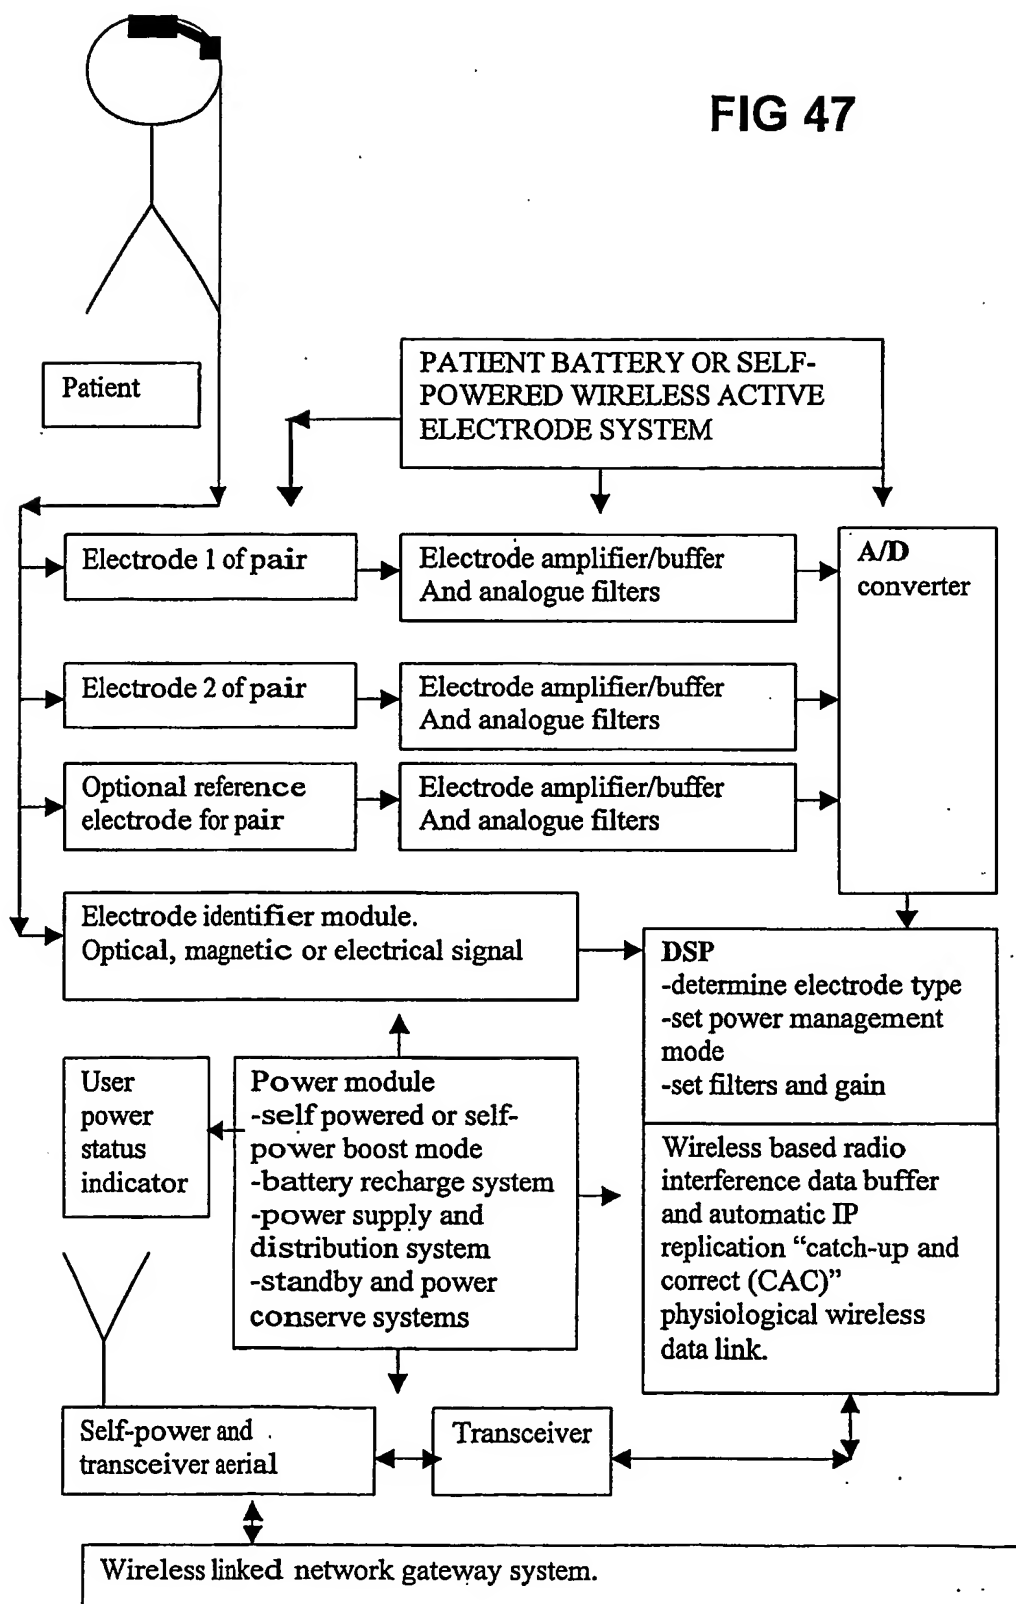 FIG 47
Patient
PATIENT BATTERY OR SELF-
POWERED WIRELESS ACTIVE
ELECTRODE SYSTEM
Electrode 1 of pair
Electrode amplifier/buffer
And analogue filters
A/D
converter
Electrode 2 of pair
Electrode amplifier/buffer
And analogue filters
Optional reference
electrode for pair
Electrode amplifier/buffer
And analogue filters
Electrode identifier module.
Optical, magnetic or electrical signal
DSP
-determine electrode type
-set power management
mode
-set filters and gain
User
power
status
indicator
Power module
-self powered or self-
power boost mode
-battery recharge system
-power supply and
distribution system
-standby and power
conserve systems
Wireless based radio
interference data buffer
and automatic IP
replication “catch-up and
correct (CAC)”
physiological wireless
data link.
Self-power and
transceiver aerial
Transceiver
Wireless linked network gateway system.